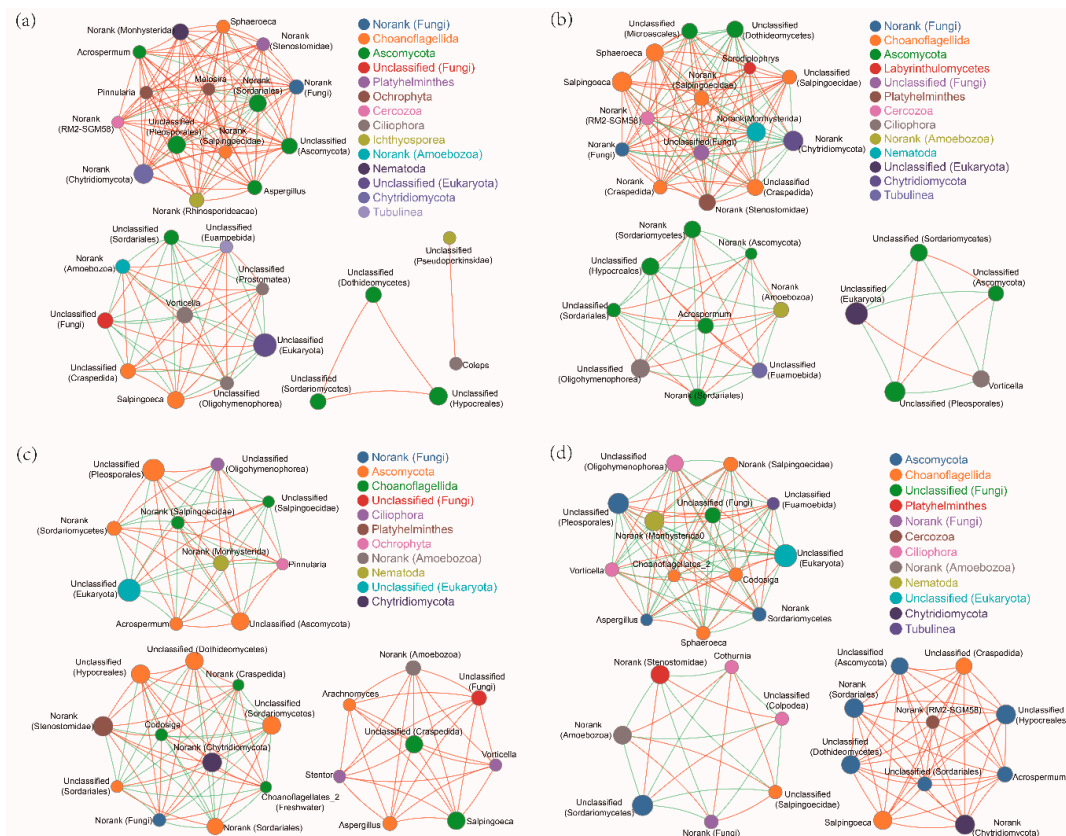 (a)
Sphaeroeca
Norank (Monhysterida)
Norank
(Stenostomidae)
Acrospermum
Melosira
Norank
(Sordariales)
Norank
(Fungi)
Pinnularia
Norank
(RM2-SGM58)
Unclassified
(Pleosporales)
Norank
(Salpingoecidae)
Unclassified
(Ascomycota)
Norank
(Chytridiomycota)
Aspergillus
Norank (Rhinosporideacae)
Norank (Fungi)
Choanoflagellida
Ascomycota
Unclassified (Fungi)
Platyhelminthes
Ochrophyta
Cercozoa
Ciliophora
Ichthyosporea
Norank (Amoebozoa)
Nematoda
Unclassified (Eukaryota)
Chytridiomycota
Tubulinea
Unclassified
(Sordariales)
Unclassified
(Euamoebida)
Norank
(Amoebozoa)
Unclassified
(Prostomatea)
Vorticella
Unclassified
(Fungi)
Unclassified
(Eukaryota)
Unclassified
(Craspedida)
Salpingoeca
Unclassified
(Oligohymenophorea)
Unclassified
(Pseudoperkinsidae)
Unclassified
(Dothideomycetes)
Coleps
Unclassified
(Sordariomycetos)
Unclassified
(Hypocreales)
(b)
Unclassified
(Microascales)
Unclassified
(Dothideomycetes)
Sphaeroeca
Sorodiplophrys
Salpingoeca
Norank
(Salpingoecidae)
Unclassified
(Salpingoecidae)
Norank
(RM2-SGM58)
Norank(Monhysterida)
Norank
(Chytridiomycota)
Norank
(Fungi)
Unclassified(Fungi)
Norank
(Craspedida)
Unclassified
(Craspedida)
Norank (Stenostomidae)
Norank (Fungi)
Choanoflagellida
Ascomycota
Labyrinthulomycetes
Unclassified (Fungi)
Platyhelminthes
Cercozoa
Ciliophora
Norank (Amoebozoa)
Nematoda
Unclassified (Eukaryota)
Chytridiomycota
Tubulinea
Norank
(Sordariomycetes)
Norank (Ascomycota)
Unclassified
(Hypocroales)
Norank
(Amoebozoa)
Unclassified
(Sordariales)
Acrospermum
Unclassified
(Oligohymenophorea)
Unclassified
(Fuamoebida)
Norank (Sordariales)
Unclassified (Sordariomycetes)
Unclassified
(Ascomycota)
Unclassified
(Eukaryota)
Vorticella
Unclassified (Pleosporales)
(c)
Unclassified
(Pleosporales)
Unclassified
(Oligohymenophorea)
Norank (Salpingoecidae)
Unclassified
(Salpingoecidae)
Norank
(Sordariomycetes)
Norank (Monhysterida)
Pinnularia
Unclassified
(Eukaryota)
Acrospermum
Unclassified (Ascomycota)
Norank (Fungi)
Ascomycota
Choanoflagellida
Unclassified (Fungi)
Ciliophora
Platyhelminthes
Ochrophyta
Norank (Amoebozoa)
Nematoda
Unclassified (Eukaryota)
Chytridiomycota
Unclassified (Dothideomycetes)
Unclassified
(Hypocreales)
Norank (Craspedida)
Norank
(Stenostomidae)
Codosiga
Unclassified
(Sordariomycotos)
Norank (Chytridiomycota)
Unclassified
(Sordariales)
Choanoflagellates_2
(Freshwater)
Norank (Fungi)
Norank (Sordariales)
Norank (Amoebozoa)
Arachnomyces
Unclassified
(Fungi)
Unclassified (Craspedida)
Vorticella
Stentor
Aspergillus
Salpingoeca
(d)
Unclassified
(Oligohymenophorea)
Norank (Salpingoecidae)
Unclassified
(Pleosporales)
Unclassified (Fungi)
Unclassified
(Fuamoebida)
Norank (Monhysterida0
Unclassified
(Eukaryota)
Vorticella
Choanoflagellates_2
Codosiga
Aspergillus
Norank
Sordariomycetes
Sphaeroeca
Ascomycota
Choanoflagellida
Unclassified (Fungi)
Platyhelminthes
Norank (Fungi)
Cercozoa
Ciliophora
Norank (Amoebozoa)
Nematoda
Unclassified (Eukaryota)
Chytridiomycota
Tubulinea
Cothurnia
Norank (Stenostomidae)
Unclassified
(Colpodea)
Norank
(Amoebozoa)
Unclassified
(Sordariomycetes)
Unclassified
(Salpingoecidae)
Norank (Fungi)
Unclassified
(Ascomycota)
Unclassified (Craspedida)
Norank
(Sordariales)
Norank (RM2-SGM58)
Unclassified
(Hypocreales)
Unclassified
(Dothideomycetes)
Unclassified (Sordariales)
Acrospermum
Salpingoeca
Norank
(Chytridiomycota)